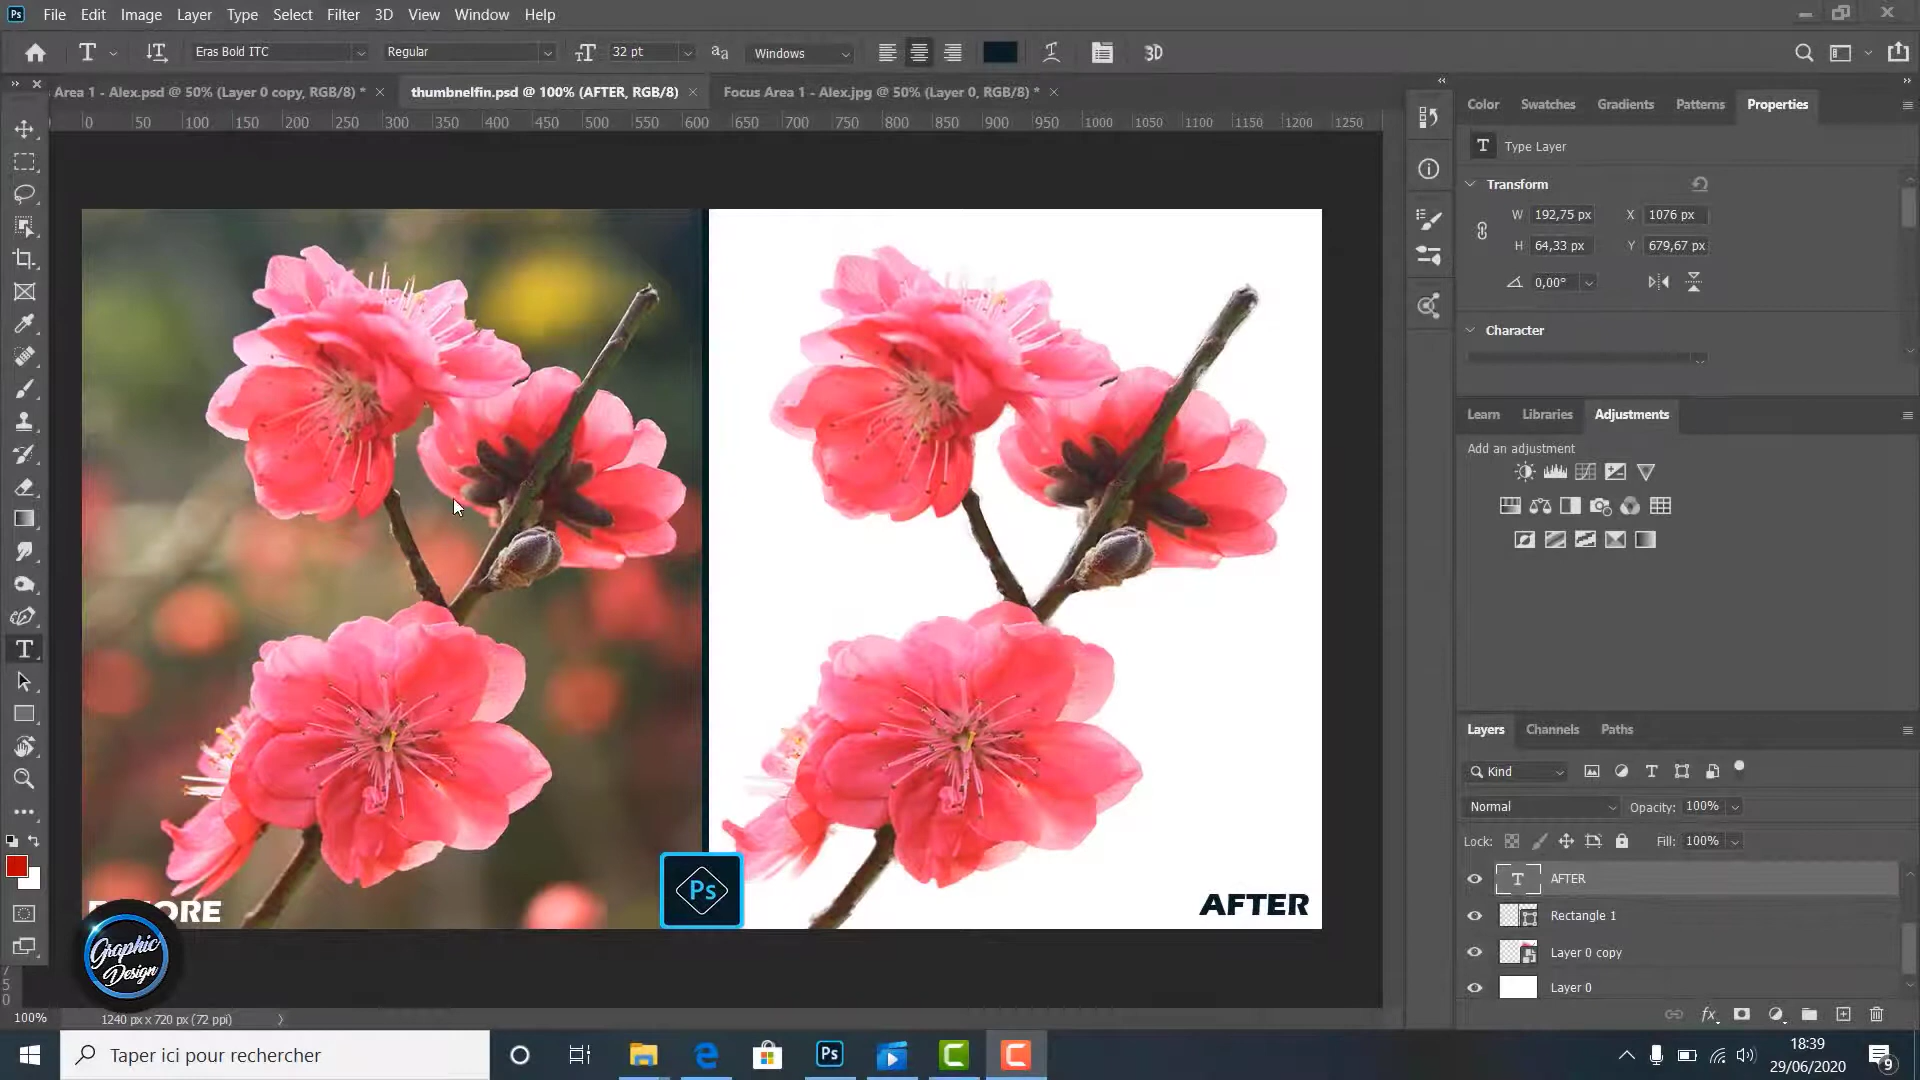 Ps File Edit Image Layer Type Select Filter 3D View Window Help
T Eras Bold ITC Regular 32 pt aa Windows 3D
Area 1 - Alex.psd @ 50% (Layer 0 copy, RGB/8) * thumbnelfin.psd @ 100% (AFTER, RGB/8) Focus Area 1 - Alex.jpg @ 50% (Layer 0, RGB/8) *
0 50 100 150 200 250 300 350 400 450 500 550 600 650 700 750 800 850 900 950 1000 1050 1100 1150 1200 1250
Color Swatches Gradients Patterns Properties
T Type Layer
Transform
W 192,75 px X 1076 px
H 64,33 px Y 679,67 px
0,00°
Character
Learn Libraries Adjustments
Add an adjustment
Layers Channels Paths
Kind
Normal Opacity: 100%
Lock: Fill: 100%
T AFTER
Rectangle 1
Layer 0 copy
Layer 0
fx
Ps
AFTER
Graphic
Design
100% 1240 px x 720 px (72 ppi)
Taper ici pour rechercher
Ps
18:39
29/06/2020
9